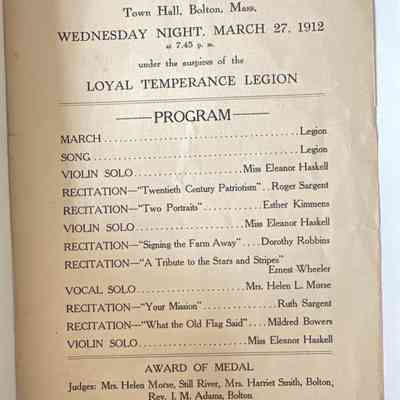 Town Hall, Bolton, Mass,
WEDNESDAY NIGHT, MARCH 27, 1912
at 7.45 p. m.
under the auspices of the
LOYAL TEMPERANCE LEGION
PROGRAM
MARCH ........................................ Legion
SONG ........................................ Legion
VIOLIN SOLO .................... Miss Eleanor Haskell
RECITATION—"Twentieth Century Patriotism" .. Roger Sargent
RECITATION—"Two Portraits" ............ Esther Kimmens
VIOLIN SOLO .................... Miss Eleanor Haskell
RECITATION—"Signing the Farm Away" .... Dorothy Robbins
RECITATION—"A Tribute to the Stars and Stripes"
Ernest Wheeler
VOCAL SOLO .................... Mrs. Helen L. Morse
RECITATION—"Your Mission" ............... Ruth Sargent
RECITATION—"What the Old Flag Said" .... Mildred Bowers
VIOLIN SOLO .................... Miss Eleanor Haskell
AWARD OF MEDAL
Judges: Mrs. Helen Morse, Still River, Mrs. Harriet Smith, Bolton,
Rev. J. M. Adams, Bolton